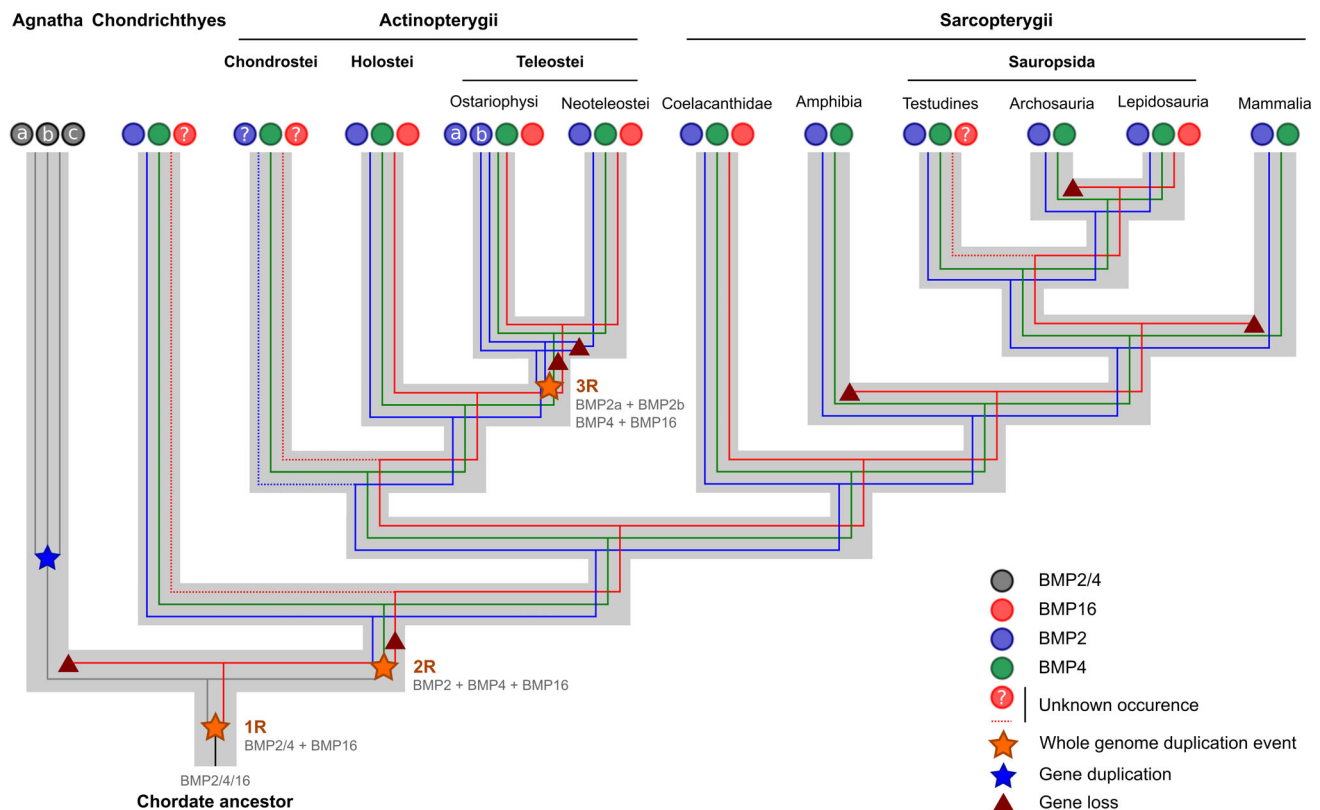 Agnatha Chondrichthyes Actinopterygii Sarcopterygii
Chondrostei Holostei Teleostei Sauropsida
Ostariophysi Neoteleostei Coelacanthidae Amphibia Testudines Archosauria Lepidosauria Mammalia
a b c ? ? ? a b ?
3R
BMP2a + BMP2b
BMP4 + BMP16
2R
BMP2 + BMP4 + BMP16
1R
BMP2/4 + BMP16
BMP2/4/16
Chordate ancestor
BMP2/4
BMP16
BMP2
BMP4
? Unknown occurence
Whole genome duplication event
Gene duplication
Gene loss